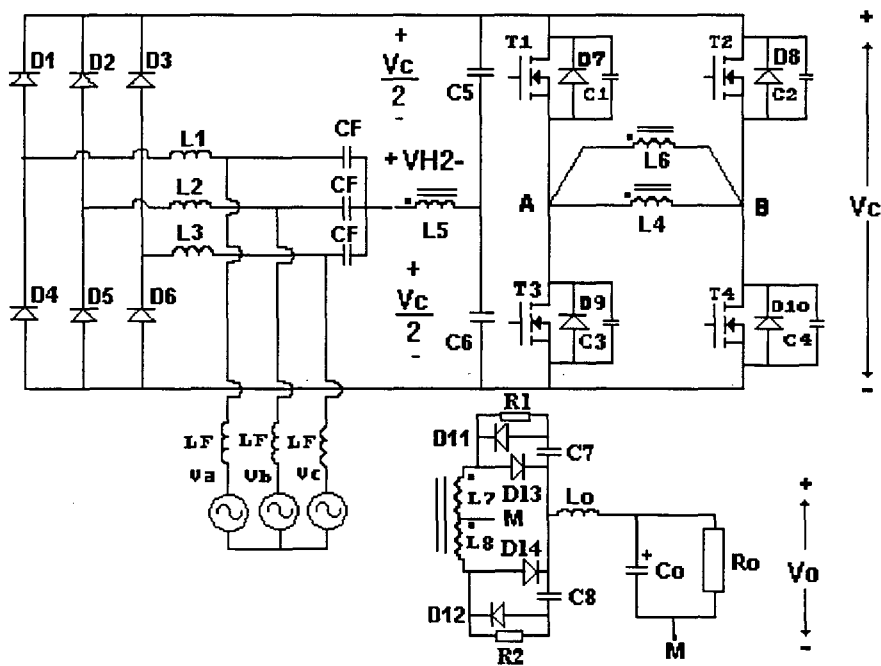 D1
D2
D3
+
Vc
2
-
C5
T1
D7
C1
T2
D8
C2
+
L1
CF
+VH2-
L2
CF
L5
L3
CF
L6
A
L4
B
Vc
D4
D5
D6
+
Vc
2
-
C6
T3
D9
C3
T4
D10
C4
-
LF
LF
LF
Va
Vb
Vc
R1
D11
C7
D13
L7
M
L8
D14
D12
C8
R2
Lo
+
Co
Ro
M
+
Vo
-